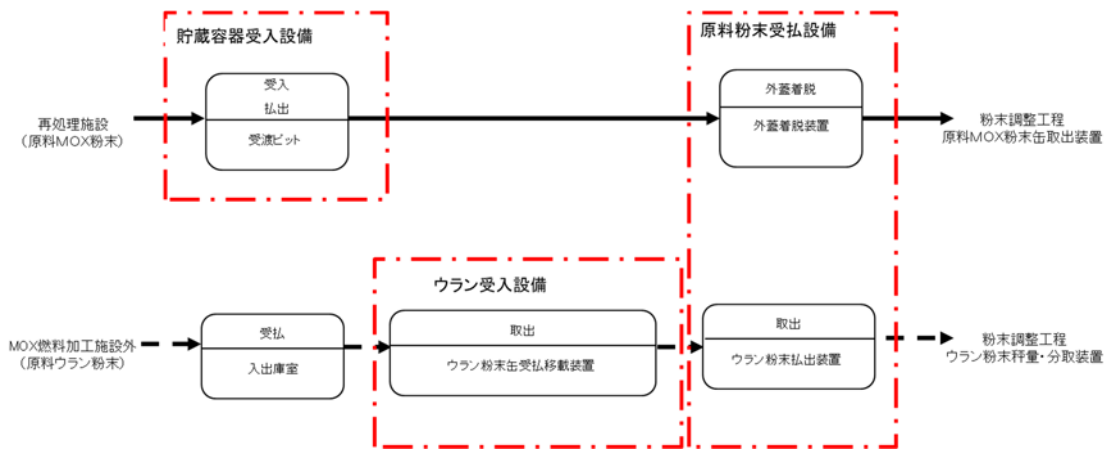 貯蔵容器受入設備
原料粉末受払設備
受入
払出
受渡ピット
外蓋着脱
外蓋着脱装置
再処理施設
(原料MOX粉末)
粉末調整工程
原料MOX粉末缶取出装置
ウラン受入設備
MOX燃料加工施設外
(原料ウラン粉末)
受払
入出庫室
取出
ウラン粉末缶受払移載装置
取出
ウラン粉末払出装置
粉末調整工程
ウラン粉末秤量・分取装置